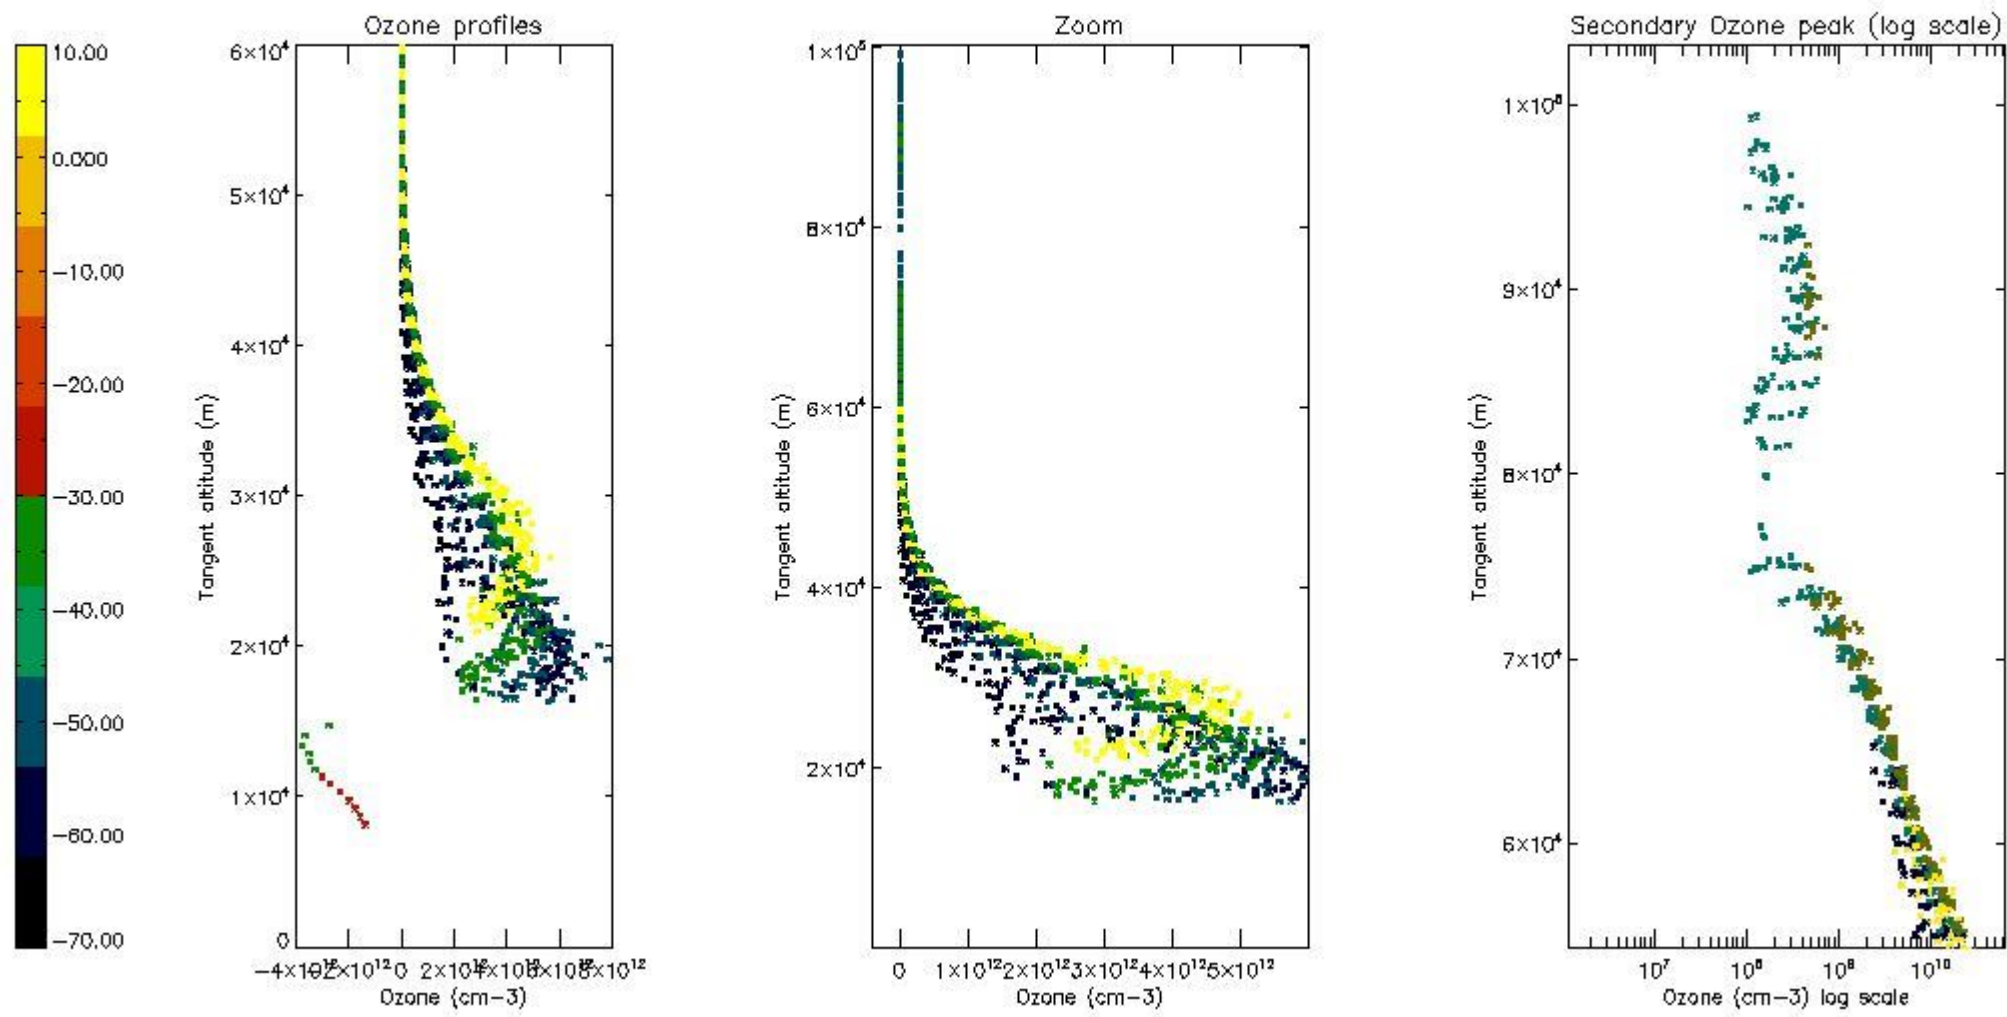 Ozone profiles
Zoom
Secondary Ozone peak (log scale)
10.00
0.000
−10.00
−20.00
−30.00
−40.00
−50.00
−60.00
−70.00
6×10⁴
5×10⁴
4×10⁴
3×10⁴
2×10⁴
1×10⁴
0
Tangent altitude (m)
0
Ozone (cm−3)
1×10⁵
8×10⁴
6×10⁴
4×10⁴
2×10⁴
Tangent altitude (m)
0 1×10¹² 2×10¹² 3×10¹² 4×10¹² 5×10¹²
Ozone (cm−3)
9×10⁴
8×10⁴
7×10⁴
6×10⁴
Tangent altitude (m)
10⁷ 10¹⁰
Ozone (cm−3) log scale